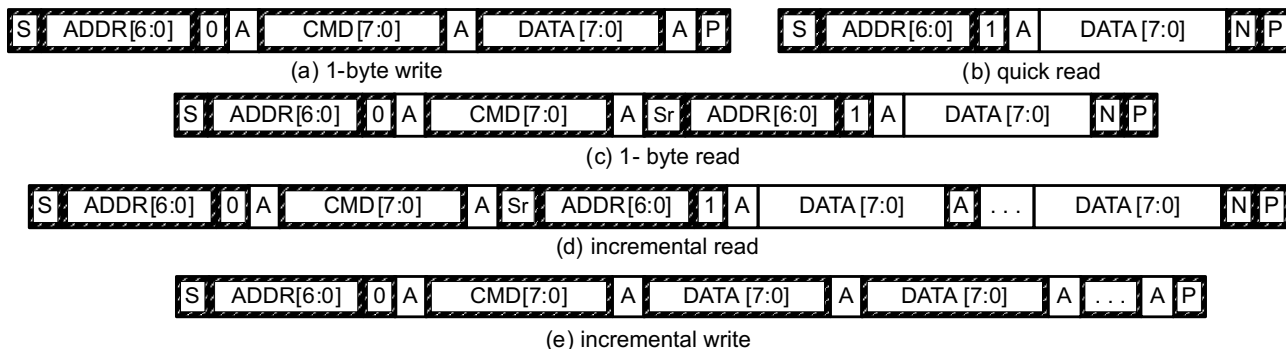 S ADDR[6:0] 0 A CMD[7:0] A DATA [7:0] A P
(a) 1-byte write
S ADDR[6:0] 1 A DATA [7:0] N P
(b) quick read
S ADDR[6:0] 0 A CMD[7:0] A Sr ADDR[6:0] 1 A DATA [7:0] N P
(c) 1- byte read
S ADDR[6:0] 0 A CMD[7:0] A Sr ADDR[6:0] 1 A DATA [7:0] A . . . DATA [7:0] N P
(d) incremental read
S ADDR[6:0] 0 A CMD[7:0] A DATA [7:0] A DATA [7:0] A . . . A P
(e) incremental write